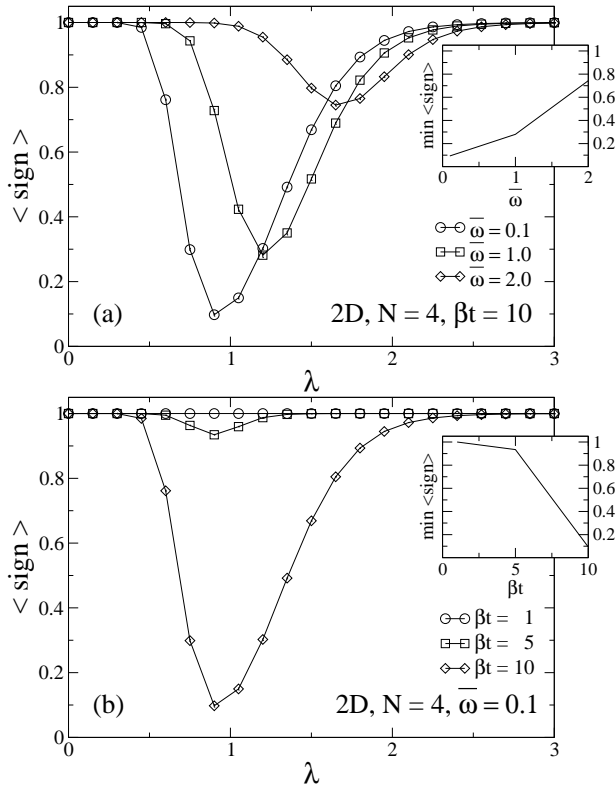 1
0.8
0.6
0.4
0.2
0
< sign >
0 1 2 3
λ
(a)
2D, N = 4, βt = 10
ω̅ = 0.1
ω̅ = 1.0
ω̅ = 2.0
min <sign>
1
0.8
0.6
0.4
0.2
0 1 2
ω̅
1
0.8
0.6
0.4
0.2
0
< sign >
0 1 2 3
λ
(b)
2D, N = 4, ω̅ = 0.1
βt = 1
βt = 5
βt = 10
min <sign>
1
0.8
0.6
0.4
0.2
0 5 10
βt